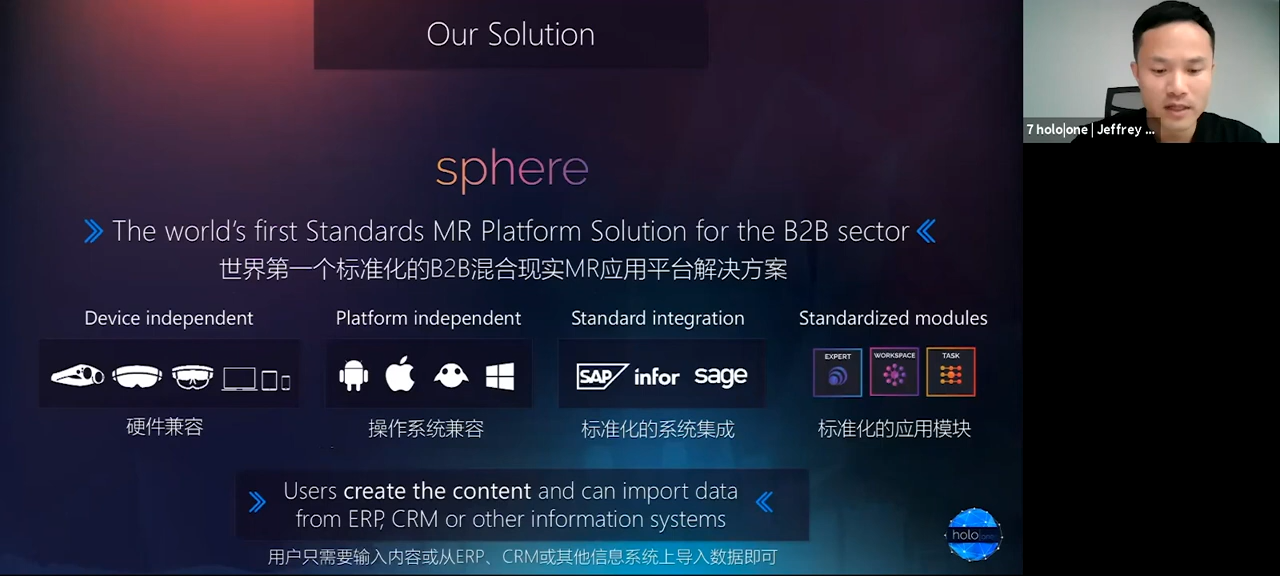 Our Solution
7 holo|one | Jeffrey ...
sphere
The world's first Standards MR Platform Solution for the B2B sector
世界第一个标准化的B2B混合现实MR应用平台解决方案
Device independent
Platform independent
Standard integration
Standardized modules
SAP infor sage
EXPERT WORKSPACE TASK
硬件兼容
操作系统兼容
标准化的系统集成
标准化的应用模块
Users create the content and can import data
from ERP, CRM or other information systems
用户只需要输入内容或从ERP、CRM或其他信息系统上导入数据即可
holo|one